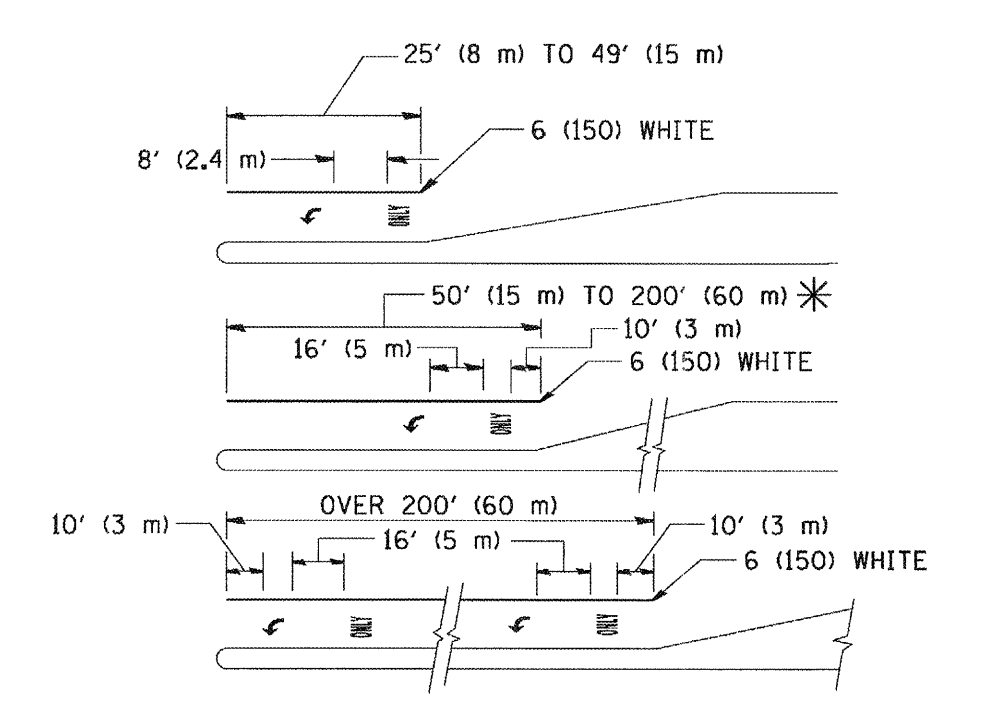 25' (8 m) TO 49' (15 m)
6 (150) WHITE
8' (2.4 m)
ONLY
50' (15 m) TO 200' (60 m)
10' (3 m)
16' (5 m)
6 (150) WHITE
ONLY
OVER 200' (60 m)
10' (3 m)
16' (5 m)
10' (3 m)
6 (150) WHITE
ONLY
ONLY